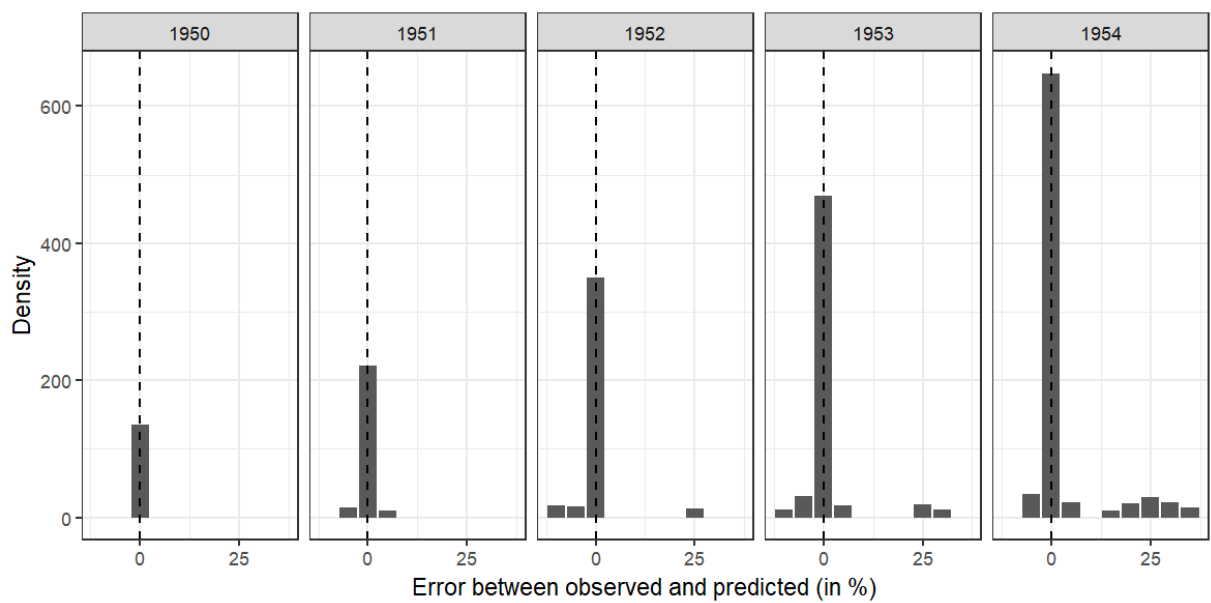 1950 1951 1952 1953 1954
600
400
200
0
Density
0 25 0 25 0 25 0 25 0 25
Error between observed and predicted (in %)